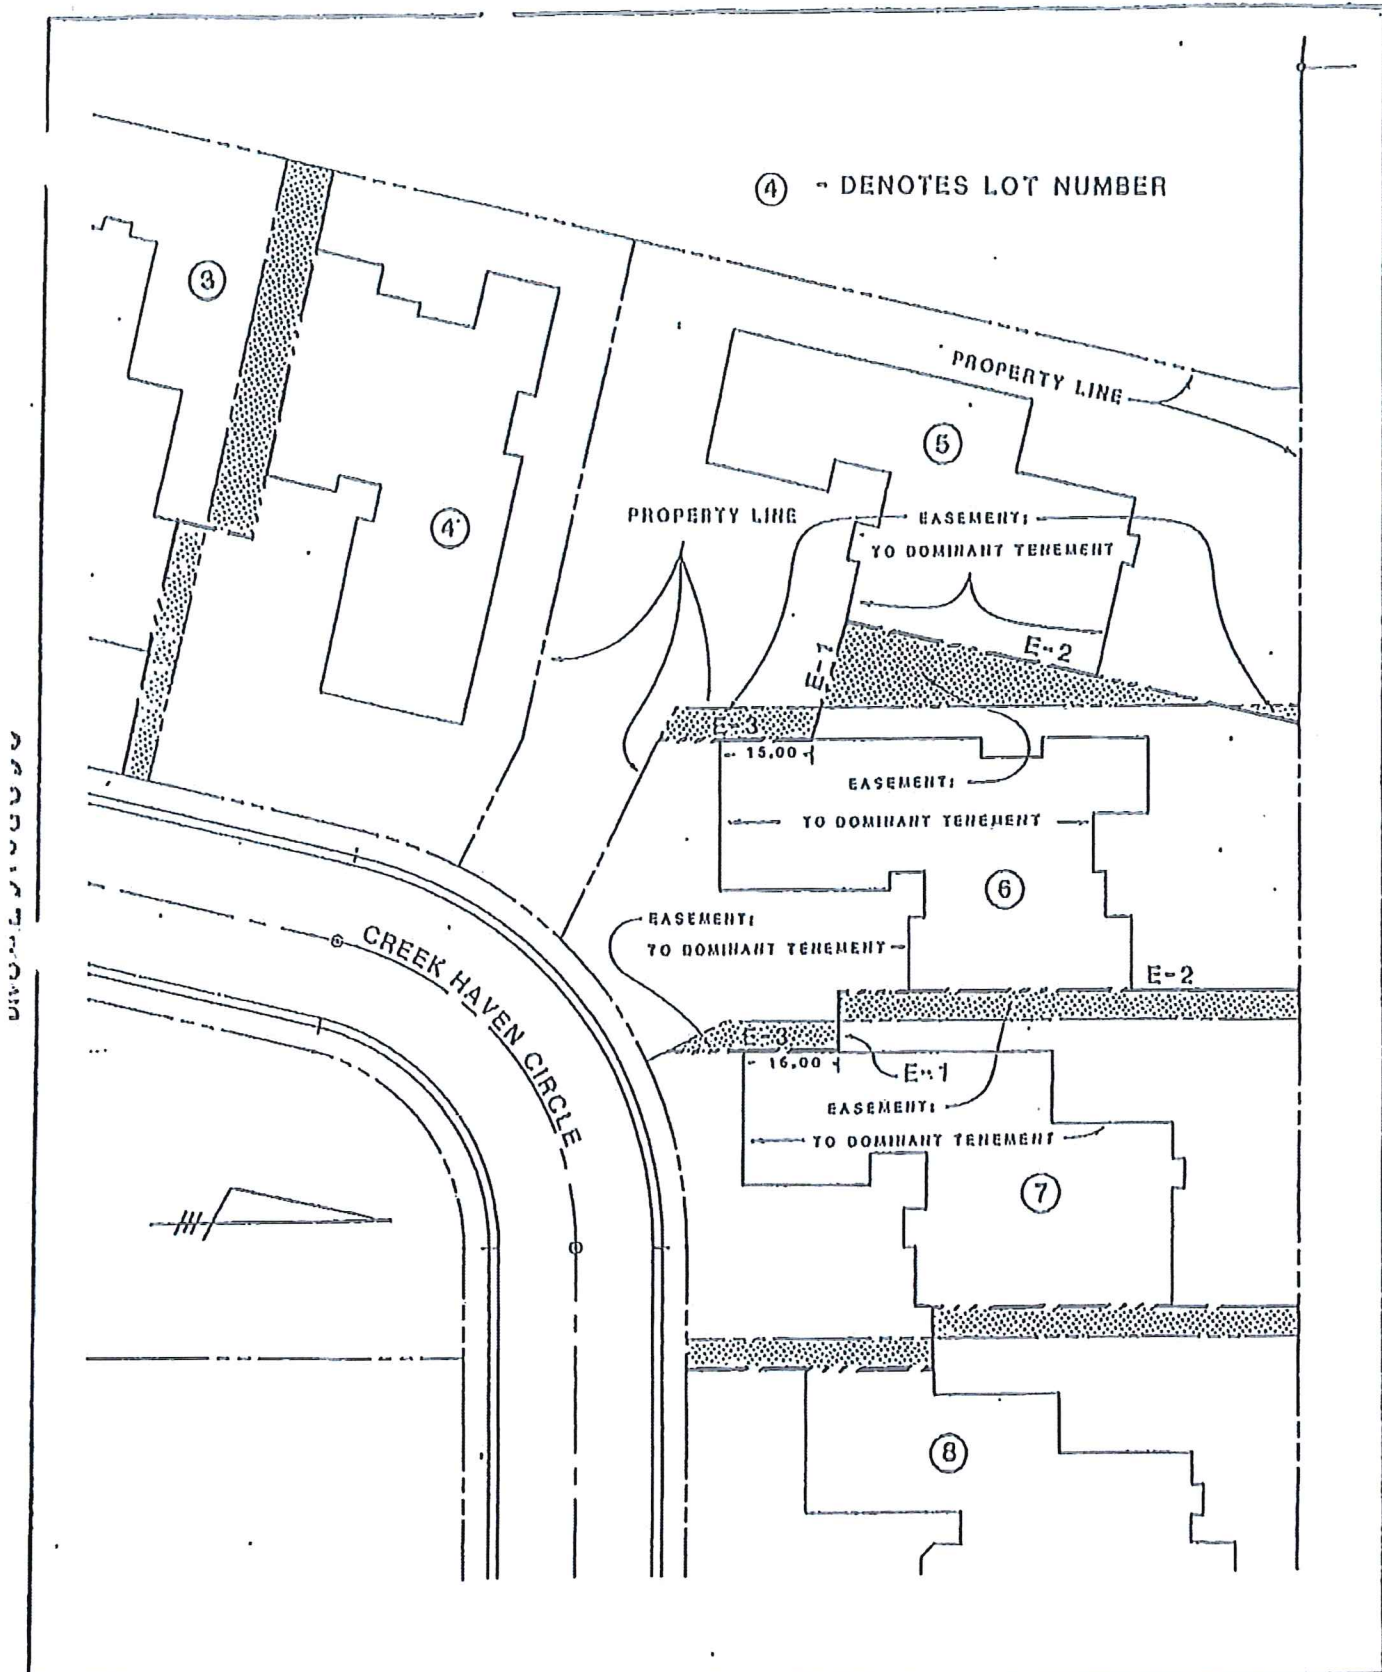 ④ - DENOTES LOT NUMBER
③
PROPERTY LINE
⑤
④
PROPERTY LINE
EASEMENT:
TO DOMINANT TENEMENT
E-1
E-2
E-3
15.00
EASEMENT:
TO DOMINANT TENEMENT
⑥
EASEMENT:
TO DOMINANT TENEMENT
CREEK HAVEN CIRCLE
E-2
E-3
16.00
E-1
EASEMENT:
TO DOMINANT TENEMENT
⑦
⑧